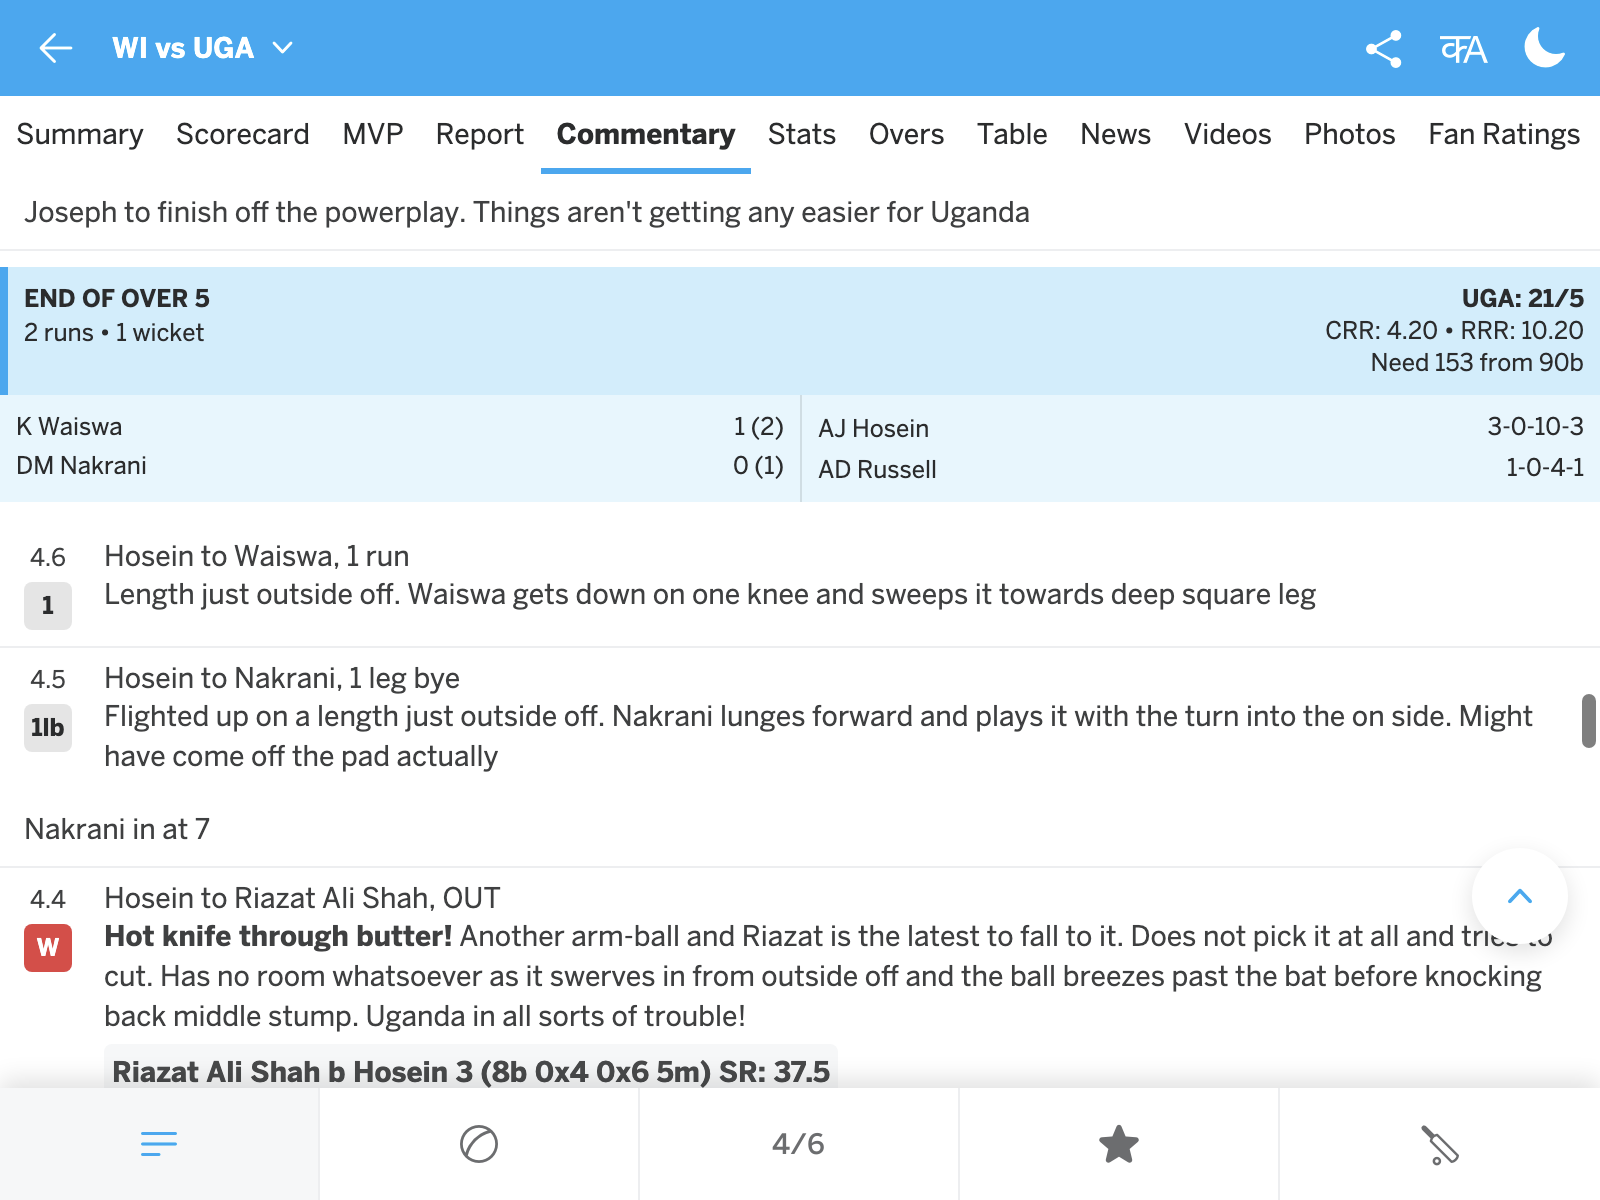 WI vs UGA
Summary Scorecard MVP Report Commentary Stats Overs Table News Videos Photos Fan Ratings
Joseph to finish off the powerplay. Things aren't getting any easier for Uganda
END OF OVER 5
2 runs • 1 wicket
UGA: 21/5
CRR: 4.20 • RRR: 10.20
Need 153 from 90b
K Waiswa 1 (2)
DM Nakrani 0 (1)
AJ Hosein 3-0-10-3
AD Russell 1-0-4-1
4.6 Hosein to Waiswa, 1 run
1 Length just outside off. Waiswa gets down on one knee and sweeps it towards deep square leg
4.5 Hosein to Nakrani, 1 leg bye
1lb Flighted up on a length just outside off. Nakrani lunges forward and plays it with the turn into the on side. Might
have come off the pad actually
Nakrani in at 7
4.4 Hosein to Riazat Ali Shah, OUT
W Hot knife through butter! Another arm-ball and Riazat is the latest to fall to it. Does not pick it at all and tries to
cut. Has no room whatsoever as it swerves in from outside off and the ball breezes past the bat before knocking
back middle stump. Uganda in all sorts of trouble!
Riazat Ali Shah b Hosein 3 (8b 0x4 0x6 5m) SR: 37.5
4/6